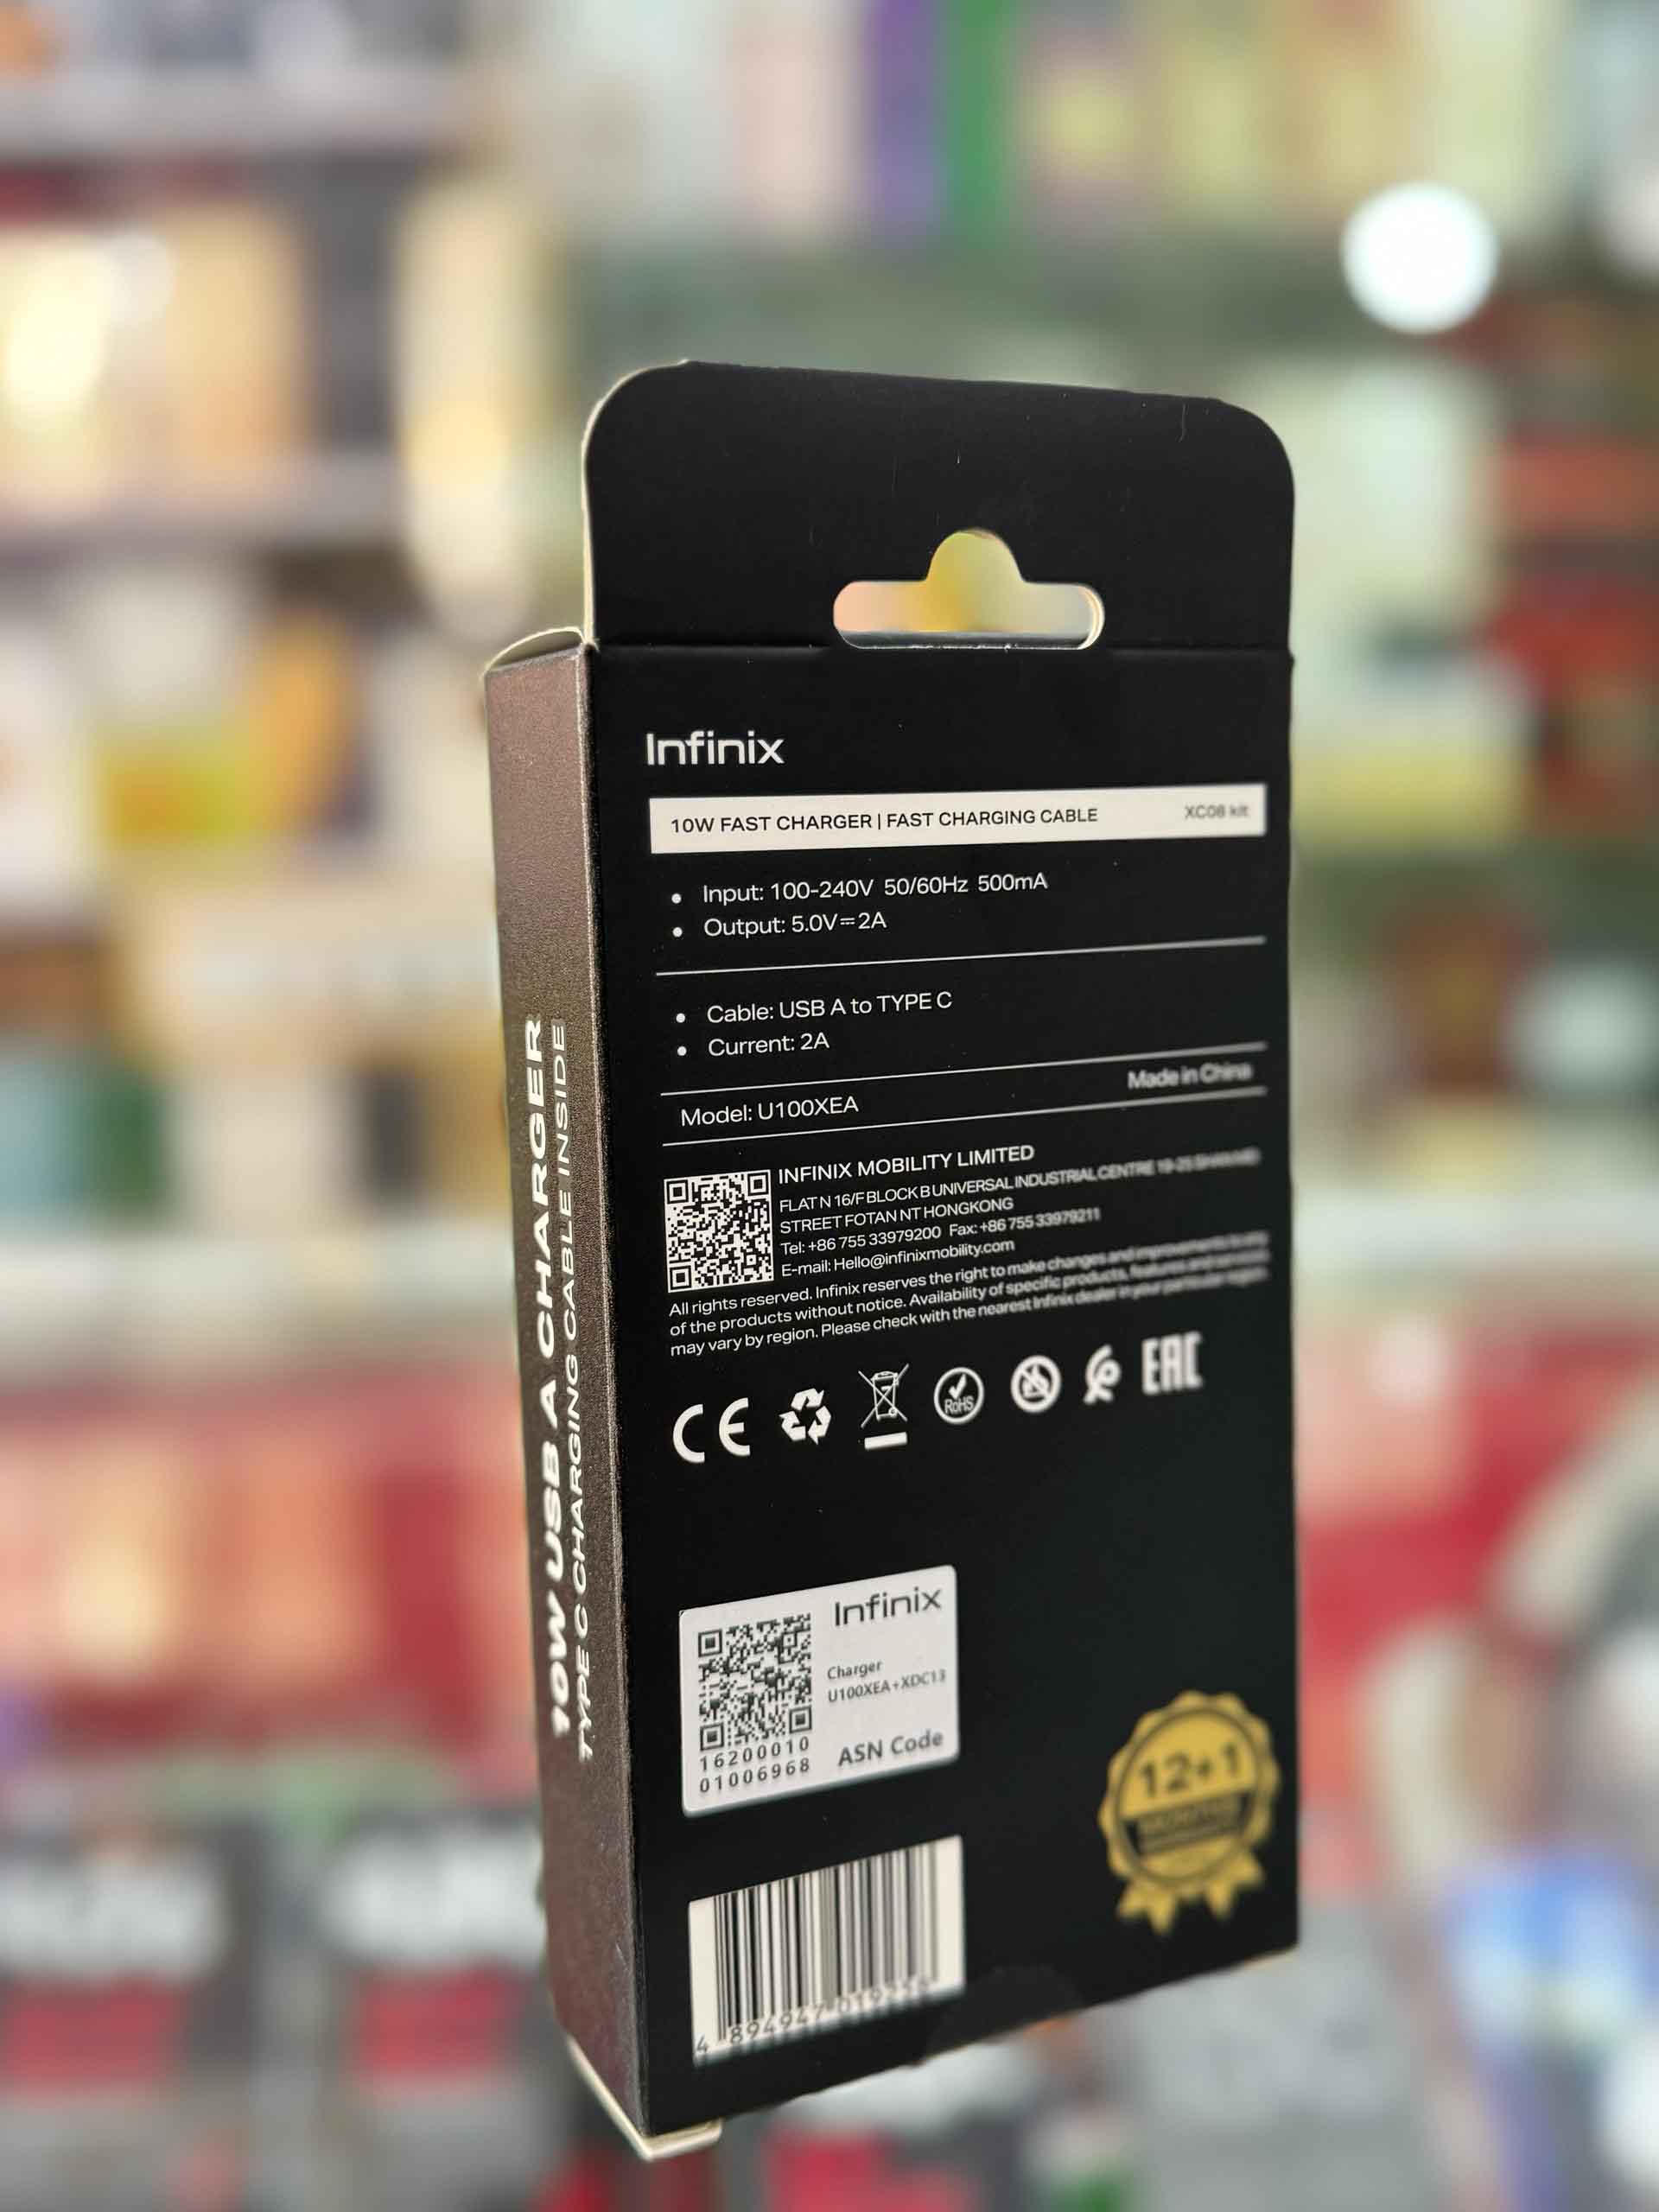 Infinix
10W FAST CHARGER | FAST CHARGING CABLE XC08 kit
• Input: 100-240V 50/60Hz 500mA
• Output: 5.0V⎓2A
• Cable: USB A to TYPE C
• Current: 2A
Model: U100XEA Made in China
INFINIX MOBILITY LIMITED
FLAT N 16/F BLOCK B UNIVERSAL INDUSTRIAL CENTRE 19-25 SHAN MEI
STREET FOTAN NT HONGKONG
Tel: +86 755 33979200 Fax: +86 755 33979211
E-mail: Hello@infinixmobility.com
All rights reserved. Infinix reserves the right to make changes and improvements to any
of the products without notice. Availability of specific products, features and services
may vary by region. Please check with the nearest Infinix dealer in your particular region.
CE
RoHS
EAC
Infinix
Charger
U100XEA+XDC13
16200010
01006968
ASN Code
12+1
MONTHS
4 894947 019
10W USB A CHARGER
TYPE C CHARGING CABLE INSIDE